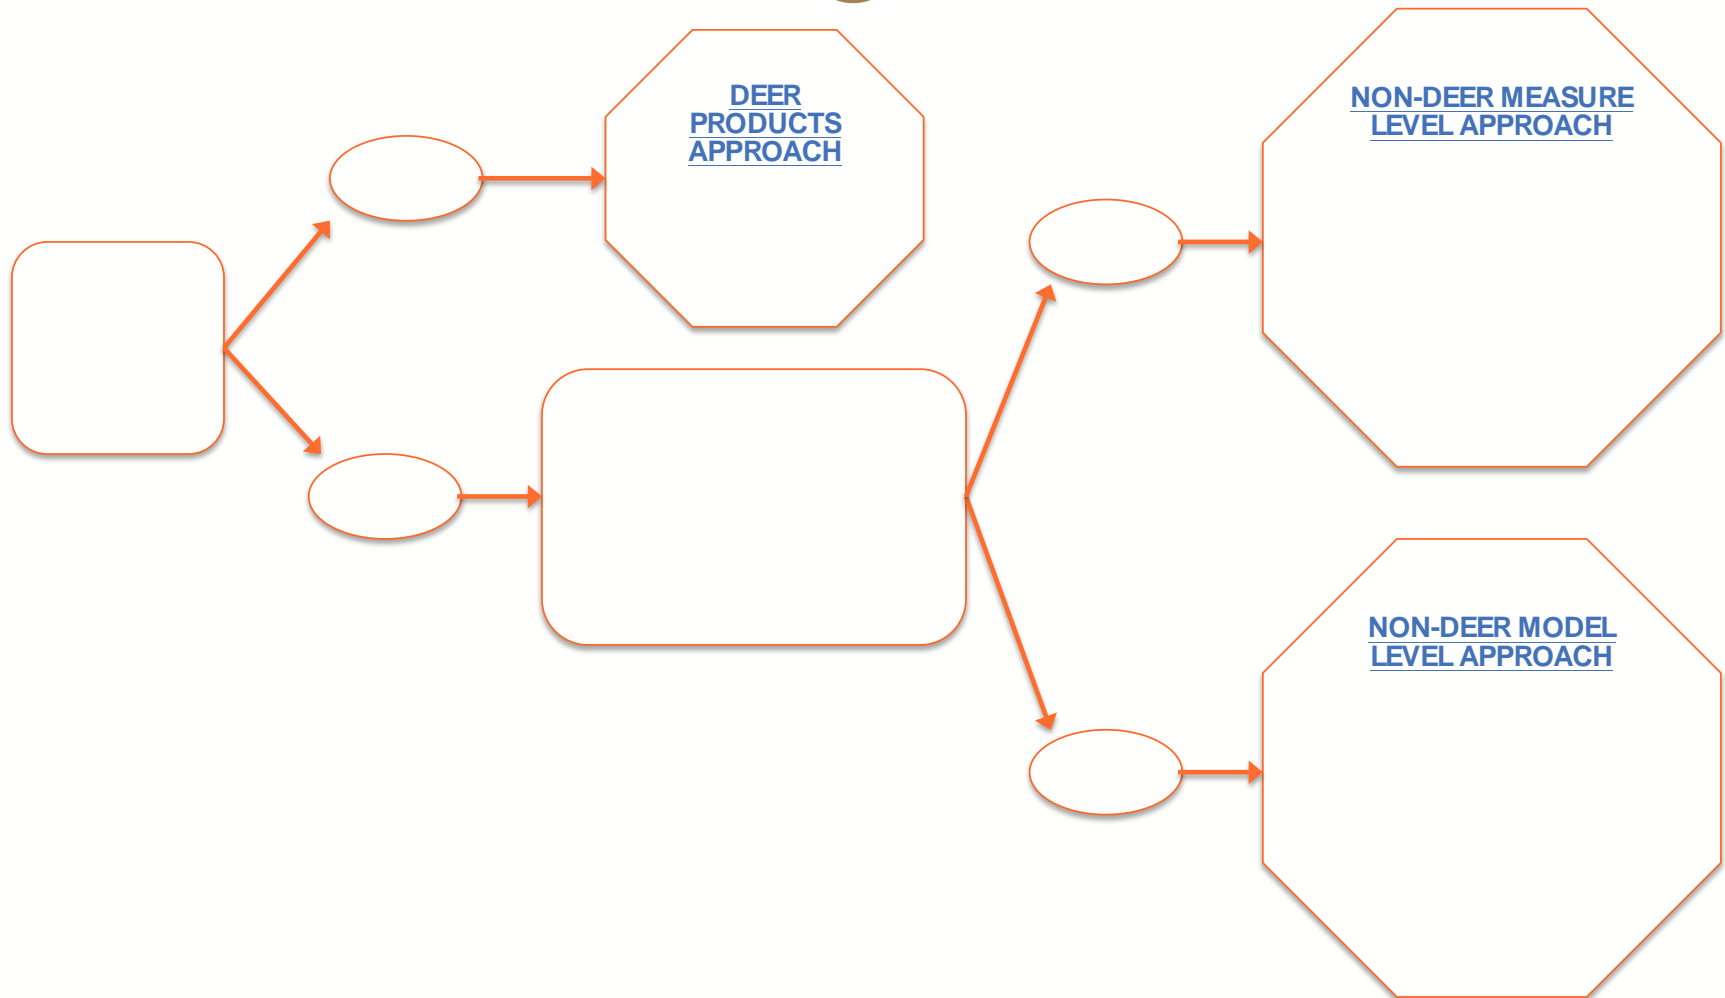 DEER
PRODUCTS
APPROACH
NON-DEER MEASURE
LEVEL APPROACH
NON-DEER MODEL
LEVEL APPROACH